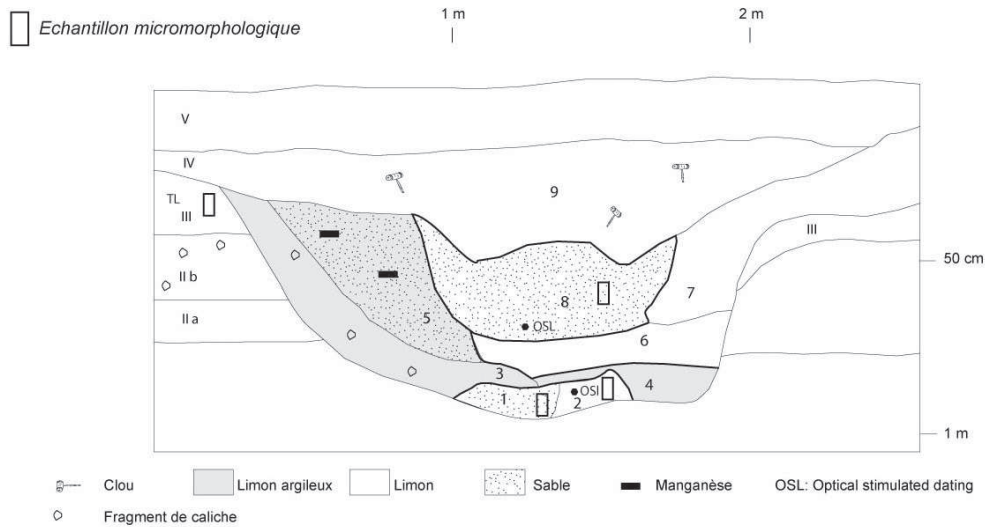 1 m 2 m
Echantillon micromorphologique
V
IV
9
TL
III
III
50 cm
II b
8
7
OSL
II a
5
6
3
4
1
OSI
2
1 m
Clou Limon argileux Limon Sable Manganèse OSL: Optical stimulated dating
Fragment de caliche